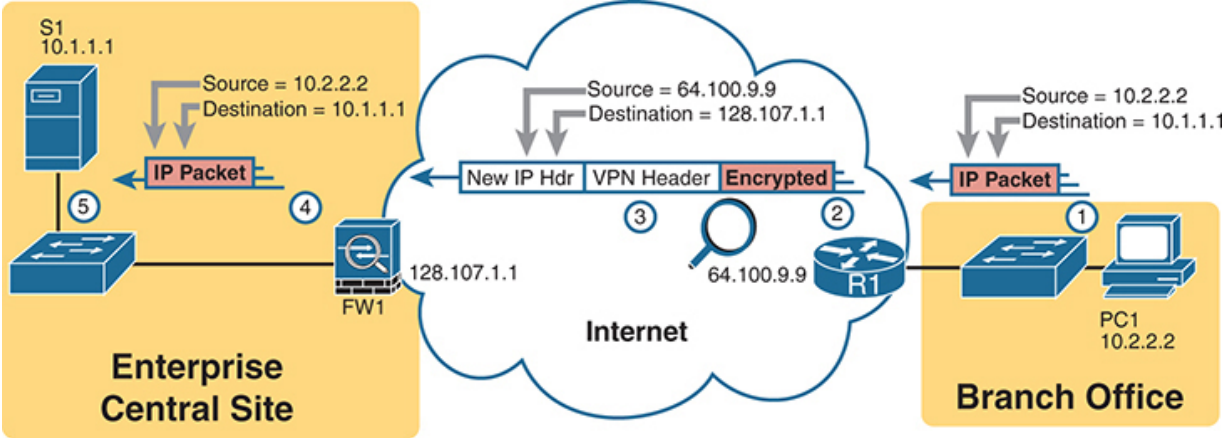 S1
10.1.1.1
Source = 10.2.2.2
Destination = 10.1.1.1
IP Packet
5
4
128.107.1.1
FW1
Enterprise
Central Site
Source = 64.100.9.9
Destination = 128.107.1.1
New IP Hdr
VPN Header
Encrypted
3
2
64.100.9.9
R1
Internet
Source = 10.2.2.2
Destination = 10.1.1.1
IP Packet
1
PC1
10.2.2.2
Branch Office